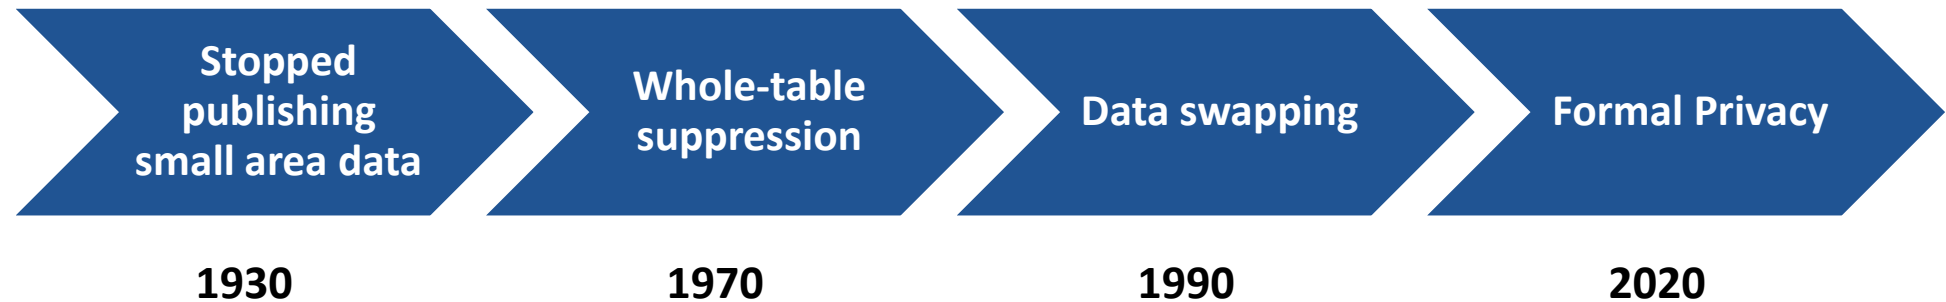 Stopped
publishing
small area data
Whole-table
suppression
Data swapping
Formal Privacy
1930
1970
1990
2020